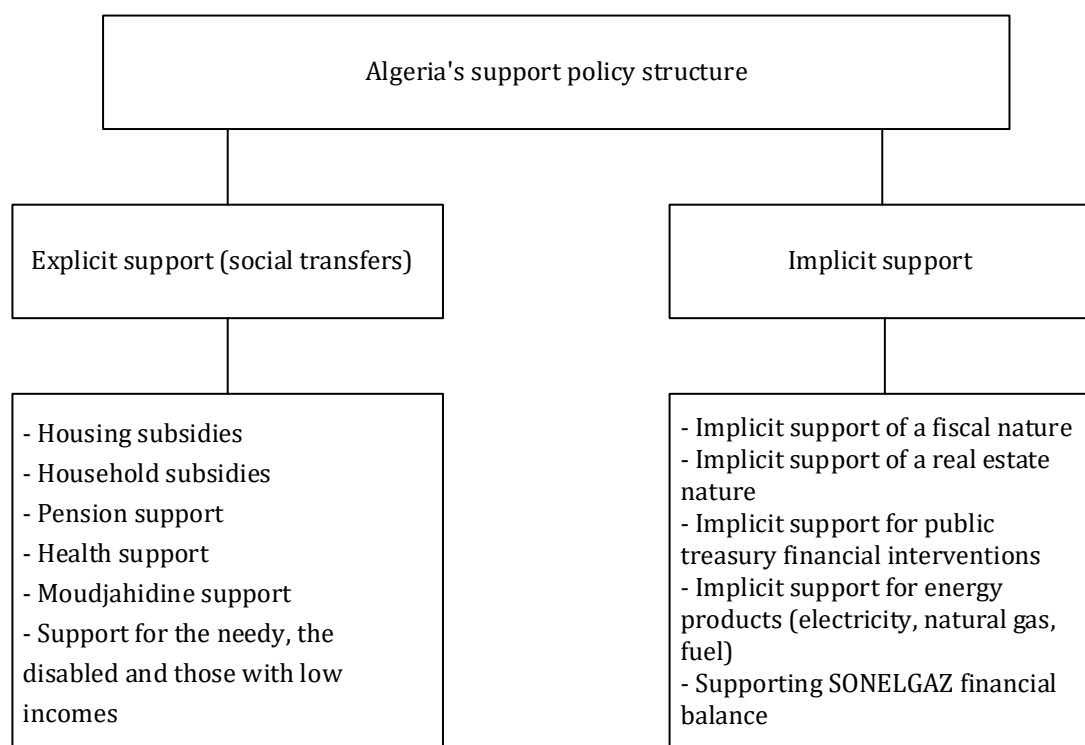 Algeria's support policy structure
Explicit support (social transfers)
Implicit support
- Housing subsidies
- Household subsidies
- Pension support
- Health support
- Moudjahidine support
- Support for the needy, the
disabled and those with low
incomes
- Implicit support of a fiscal nature
- Implicit support of a real estate
nature
- Implicit support for public
treasury financial interventions
- Implicit support for energy
products (electricity, natural gas,
fuel)
- Supporting SONELGAZ financial
balance